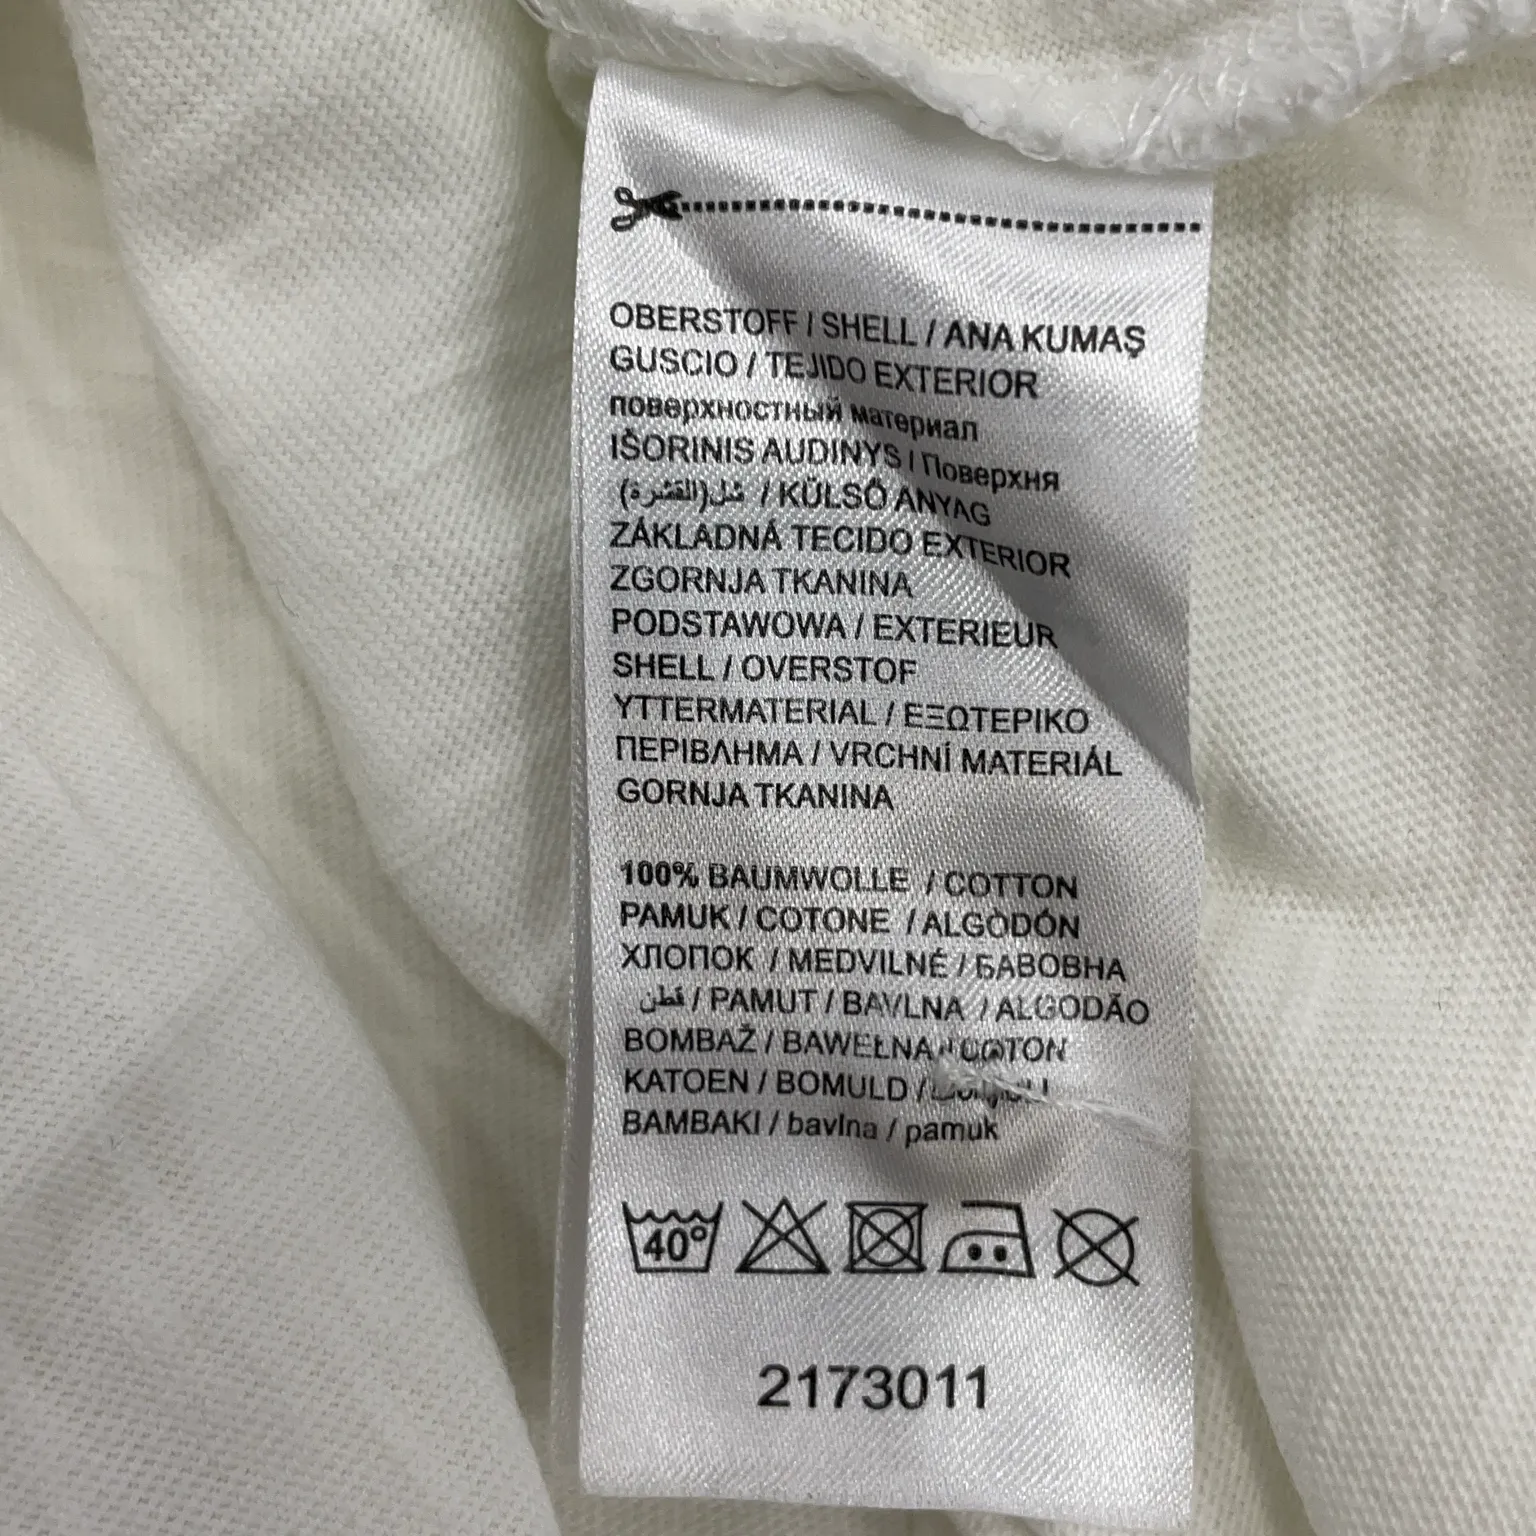 OBERSTOFF / SHELL / ANA KUMAŞ
GUSCIO / TEJIDO EXTERIOR
поверхностный материал
IŠORINIS AUDINYS / Поверхня
شل(القشرة) / KÜLSŐ ANYAG
ZÁKLADNÁ TECIDO EXTERIOR
ZGORNJA TKANINA
PODSTAWOWA / EXTERIEUR
SHELL / OVERSTOF
YTTERMATERIAL / ΕΞΩΤΕΡΙΚΟ
ΠΕΡΙΒΛΗΜΑ / VRCHNÍ MATERIÁL
GORNJA TKANINA
100% BAUMWOLLE / COTTON
PAMUK / COTONE / ALGODÓN
ХЛОПОК / MEDVILNÉ / БАВОВНА
قطن / PAMUT / BAVLNA / ALGODÃO
BOMBAŽ / BAWEŁNA / COTON
KATOEN / BOMULD /
BAMBAKI / bavlna / pamuk
40°
2173011